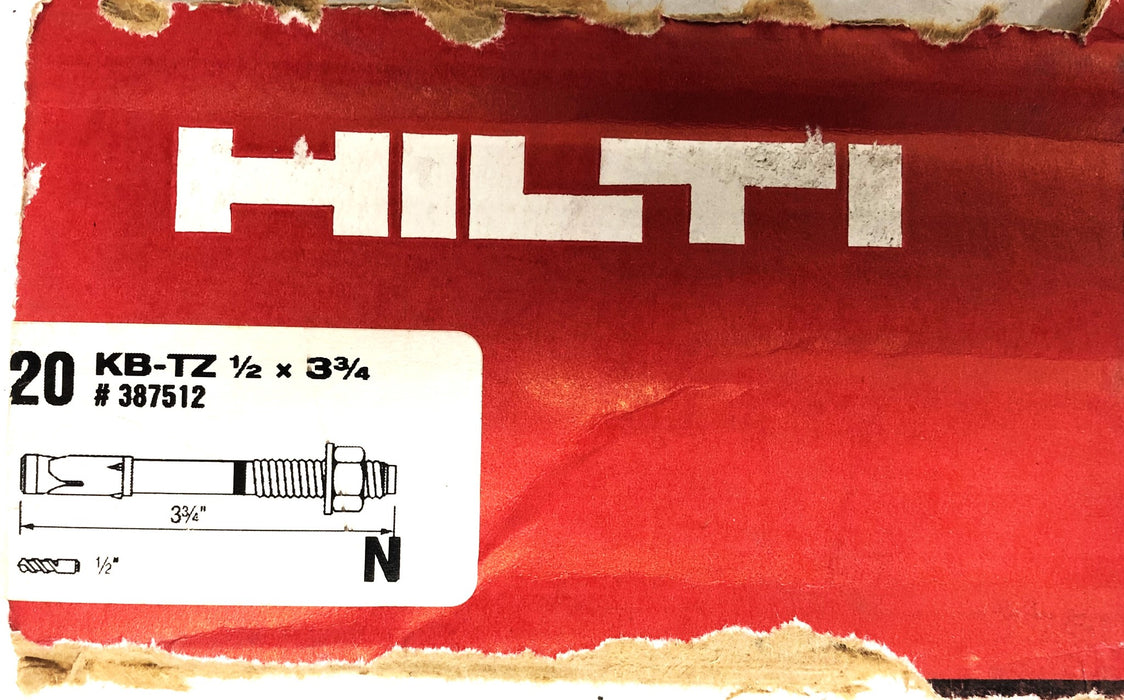 HILTI
20 KB-TZ ½ × 3¾
# 387512
3¾"
½"
N